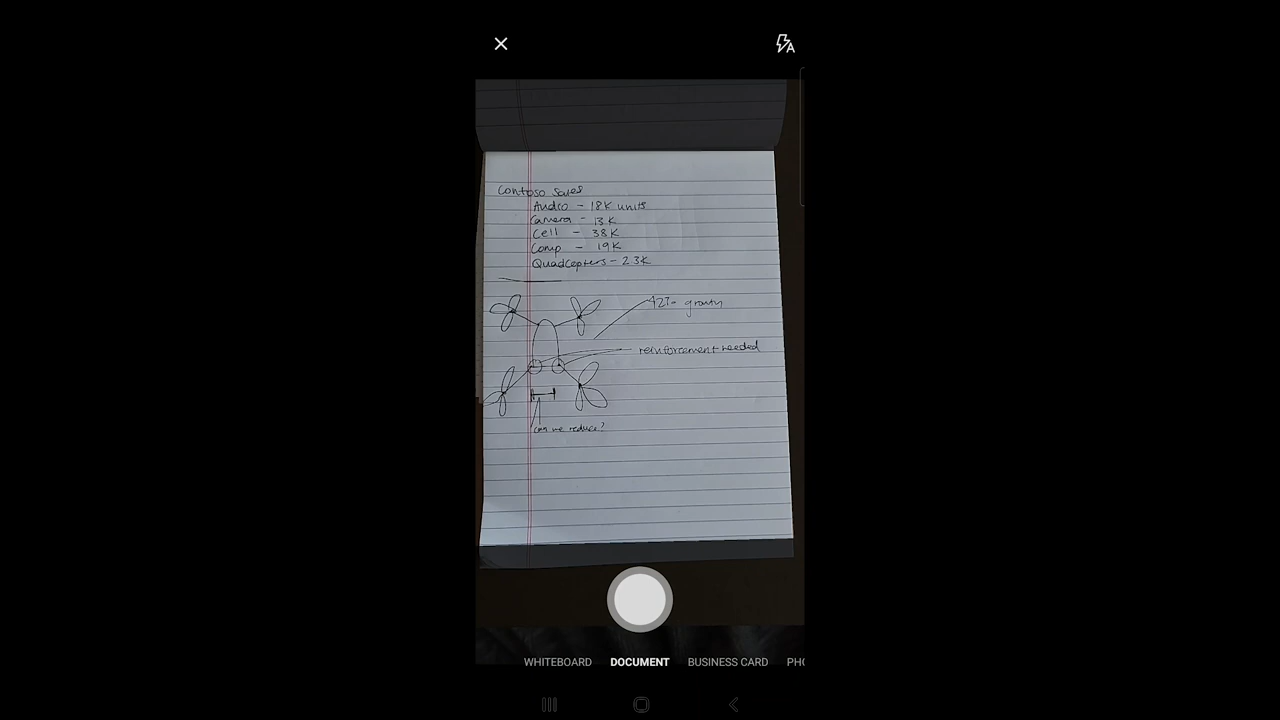 Contoso Sales
Audio - 18K units
Camera - 13K
Cell - 38K
Comp - 19K
Quadcopters - 23K
42% growth
reinforcement needed
can we reduce?
WHITEBOARD DOCUMENT BUSINESS CARD PHO